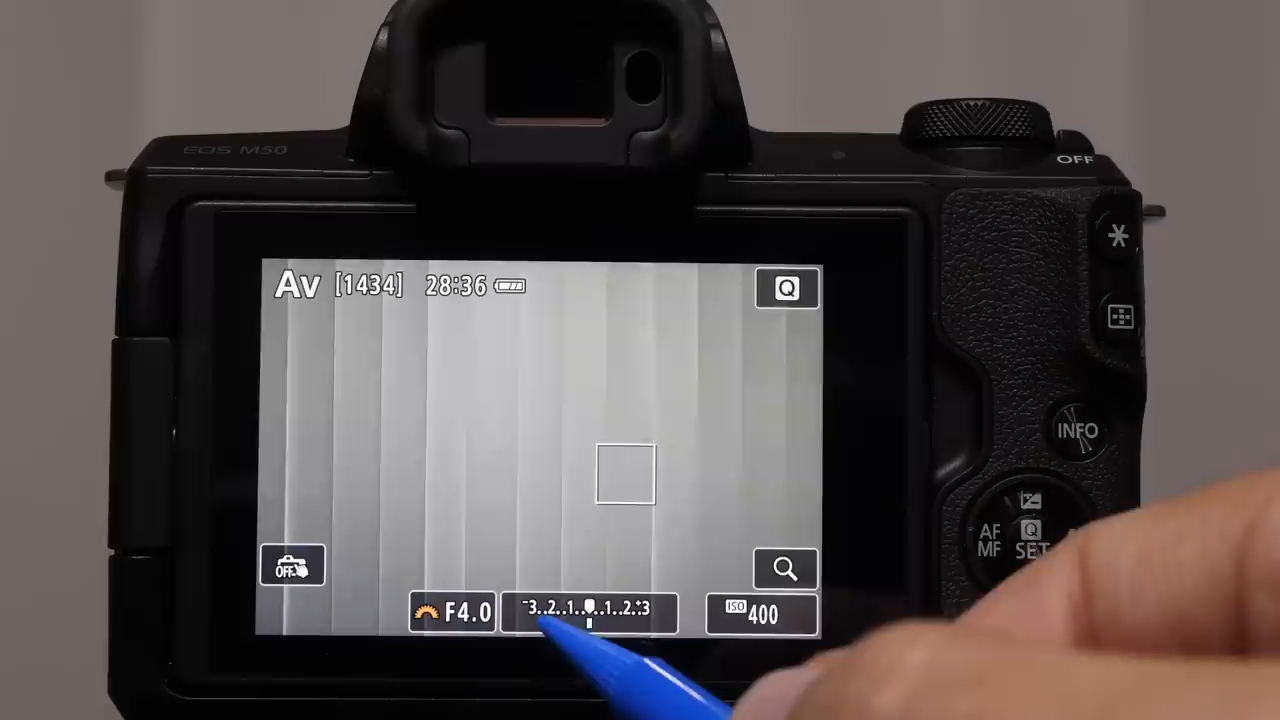 EOS M50
OFF
Av [1434] 28:36
Q
OFF
F4.0 -3..2..1..0..1..2..+3 ISO 400
INFO
AF
MF
Q
SET